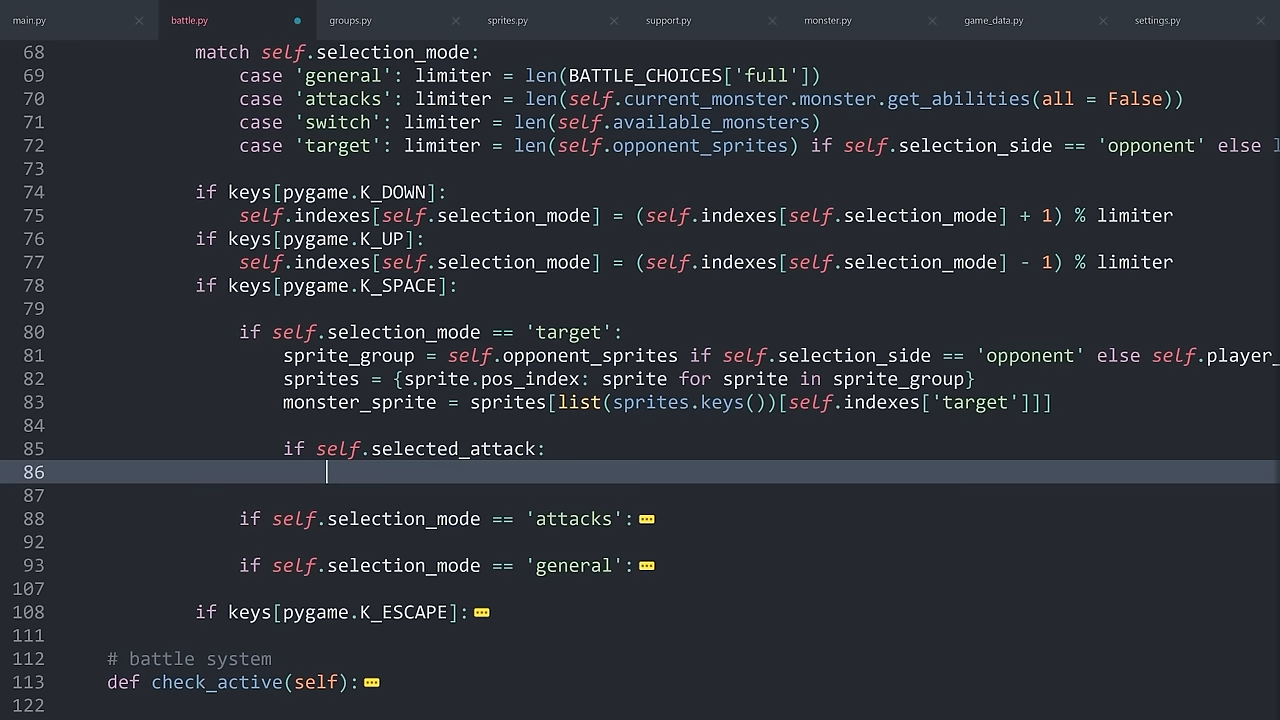 main.py battle.py groups.py sprites.py support.py monster.py game_data.py settings.py
68 match self.selection_mode:
69 case 'general': limiter = len(BATTLE_CHOICES['full'])
70 case 'attacks': limiter = len(self.current_monster.monster.get_abilities(all = False))
71 case 'switch': limiter = len(self.available_monsters)
72 case 'target': limiter = len(self.opponent_sprites) if self.selection_side == 'opponent' else
73
74 if keys[pygame.K_DOWN]:
75 self.indexes[self.selection_mode] = (self.indexes[self.selection_mode] + 1) % limiter
76 if keys[pygame.K_UP]:
77 self.indexes[self.selection_mode] = (self.indexes[self.selection_mode] - 1) % limiter
78 if keys[pygame.K_SPACE]:
79
80 if self.selection_mode == 'target':
81 sprite_group = self.opponent_sprites if self.selection_side == 'opponent' else self.player_
82 sprites = {sprite.pos_index: sprite for sprite in sprite_group}
83 monster_sprite = sprites[list(sprites.keys())[self.indexes['target']]]
84
85 if self.selected_attack:
86
87
88 if self.selection_mode == 'attacks':
92
93 if self.selection_mode == 'general':
107
108 if keys[pygame.K_ESCAPE]:
111
112 # battle system
113 def check_active(self):
122